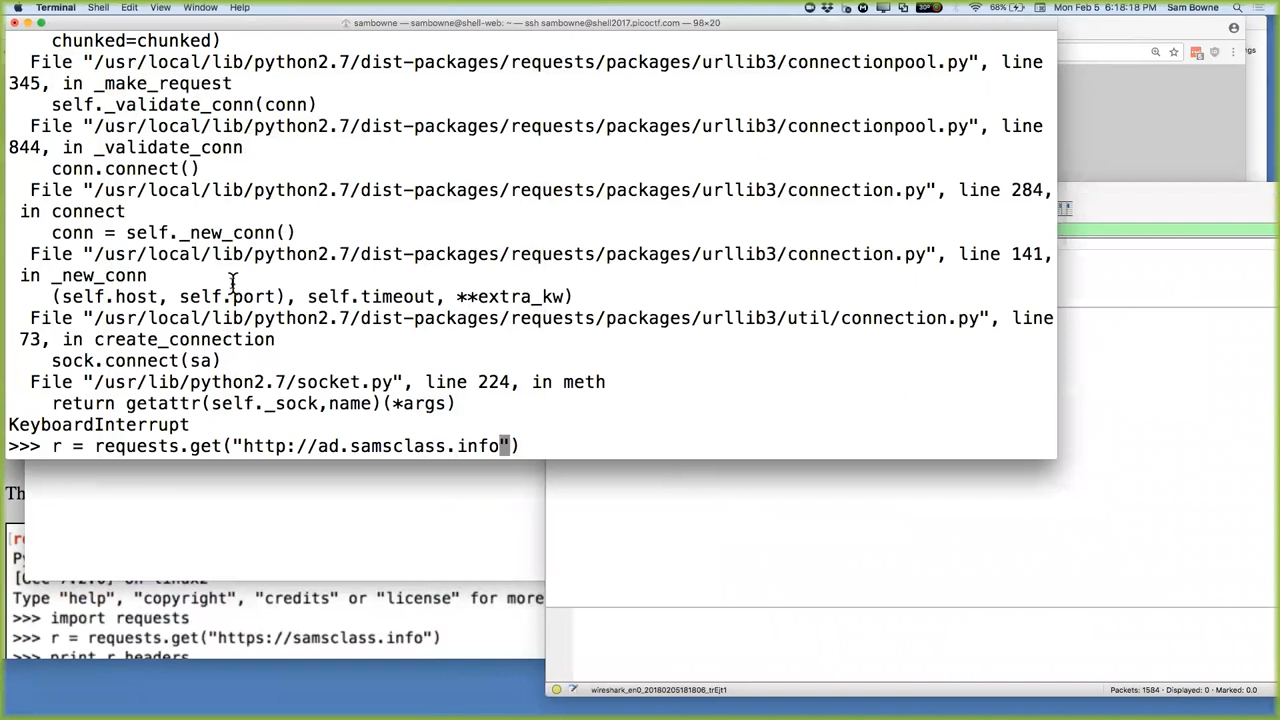 Terminal Shell Edit View Window Help
30° 68% Mon Feb 5 6:18:18 PM Sam Bowne
sambowne — sambowne@shell-web: ~ — ssh sambowne@shell2017.picoctf.com — 98×20
chunked=chunked)
File "/usr/local/lib/python2.7/dist-packages/requests/packages/urllib3/connectionpool.py", line
345, in _make_request
self._validate_conn(conn)
File "/usr/local/lib/python2.7/dist-packages/requests/packages/urllib3/connectionpool.py", line
844, in _validate_conn
conn.connect()
File "/usr/local/lib/python2.7/dist-packages/requests/packages/urllib3/connection.py", line 284,
in connect
conn = self._new_conn()
File "/usr/local/lib/python2.7/dist-packages/requests/packages/urllib3/connection.py", line 141,
in _new_conn
(self.host, self.port), self.timeout, **extra_kw)
File "/usr/local/lib/python2.7/dist-packages/requests/packages/urllib3/util/connection.py", line
73, in create_connection
sock.connect(sa)
File "/usr/lib/python2.7/socket.py", line 224, in meth
return getattr(self._sock,name)(*args)
KeyboardInterrupt
>>> r = requests.get("http://ad.samsclass.info")
Th
Type "help", "copyright", "credits" or "license" for more
>>> import requests
>>> r = requests.get("https://samsclass.info")
>>> print r.headers
wireshark_en0_20180205181806_trEjt1
Packets: 1584 · Displayed: 0 · Marked: 0.0